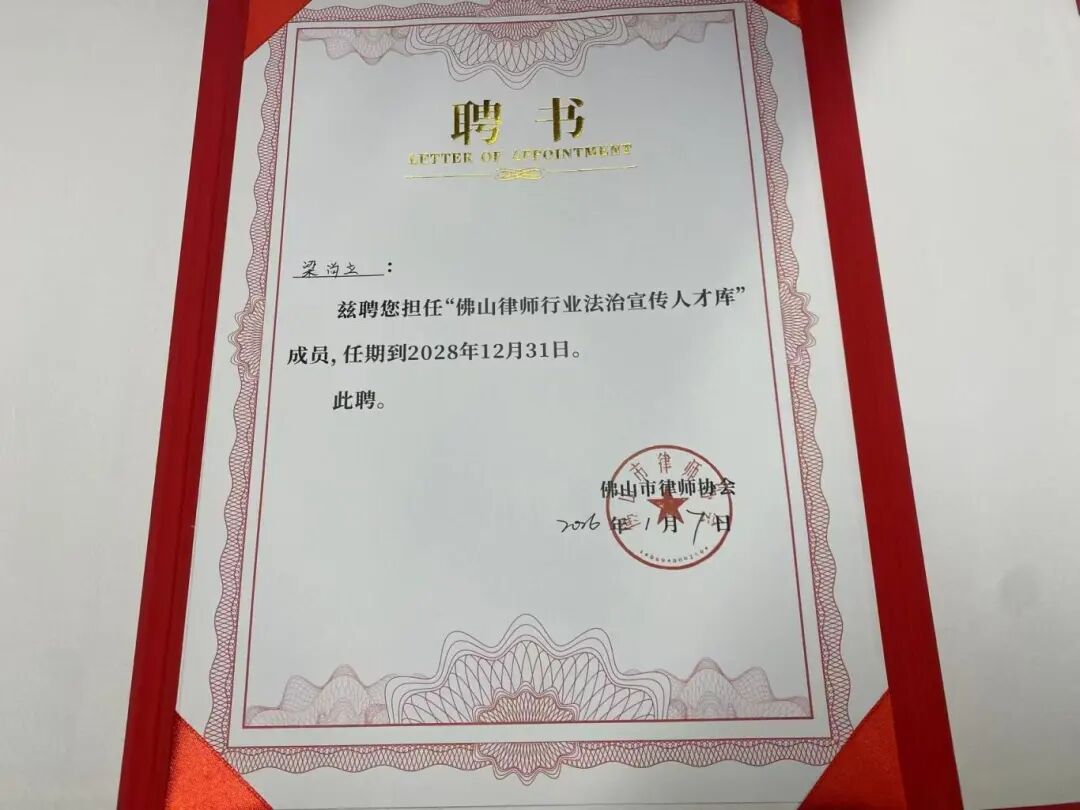 聘书
LETTER OF APPOINTMENT
梁尚立：
兹聘您担任“佛山律师行业法治宣传人才库”
成员，任期到2028年12月31日。
此聘。
佛山市律师协会
2026年1月7日